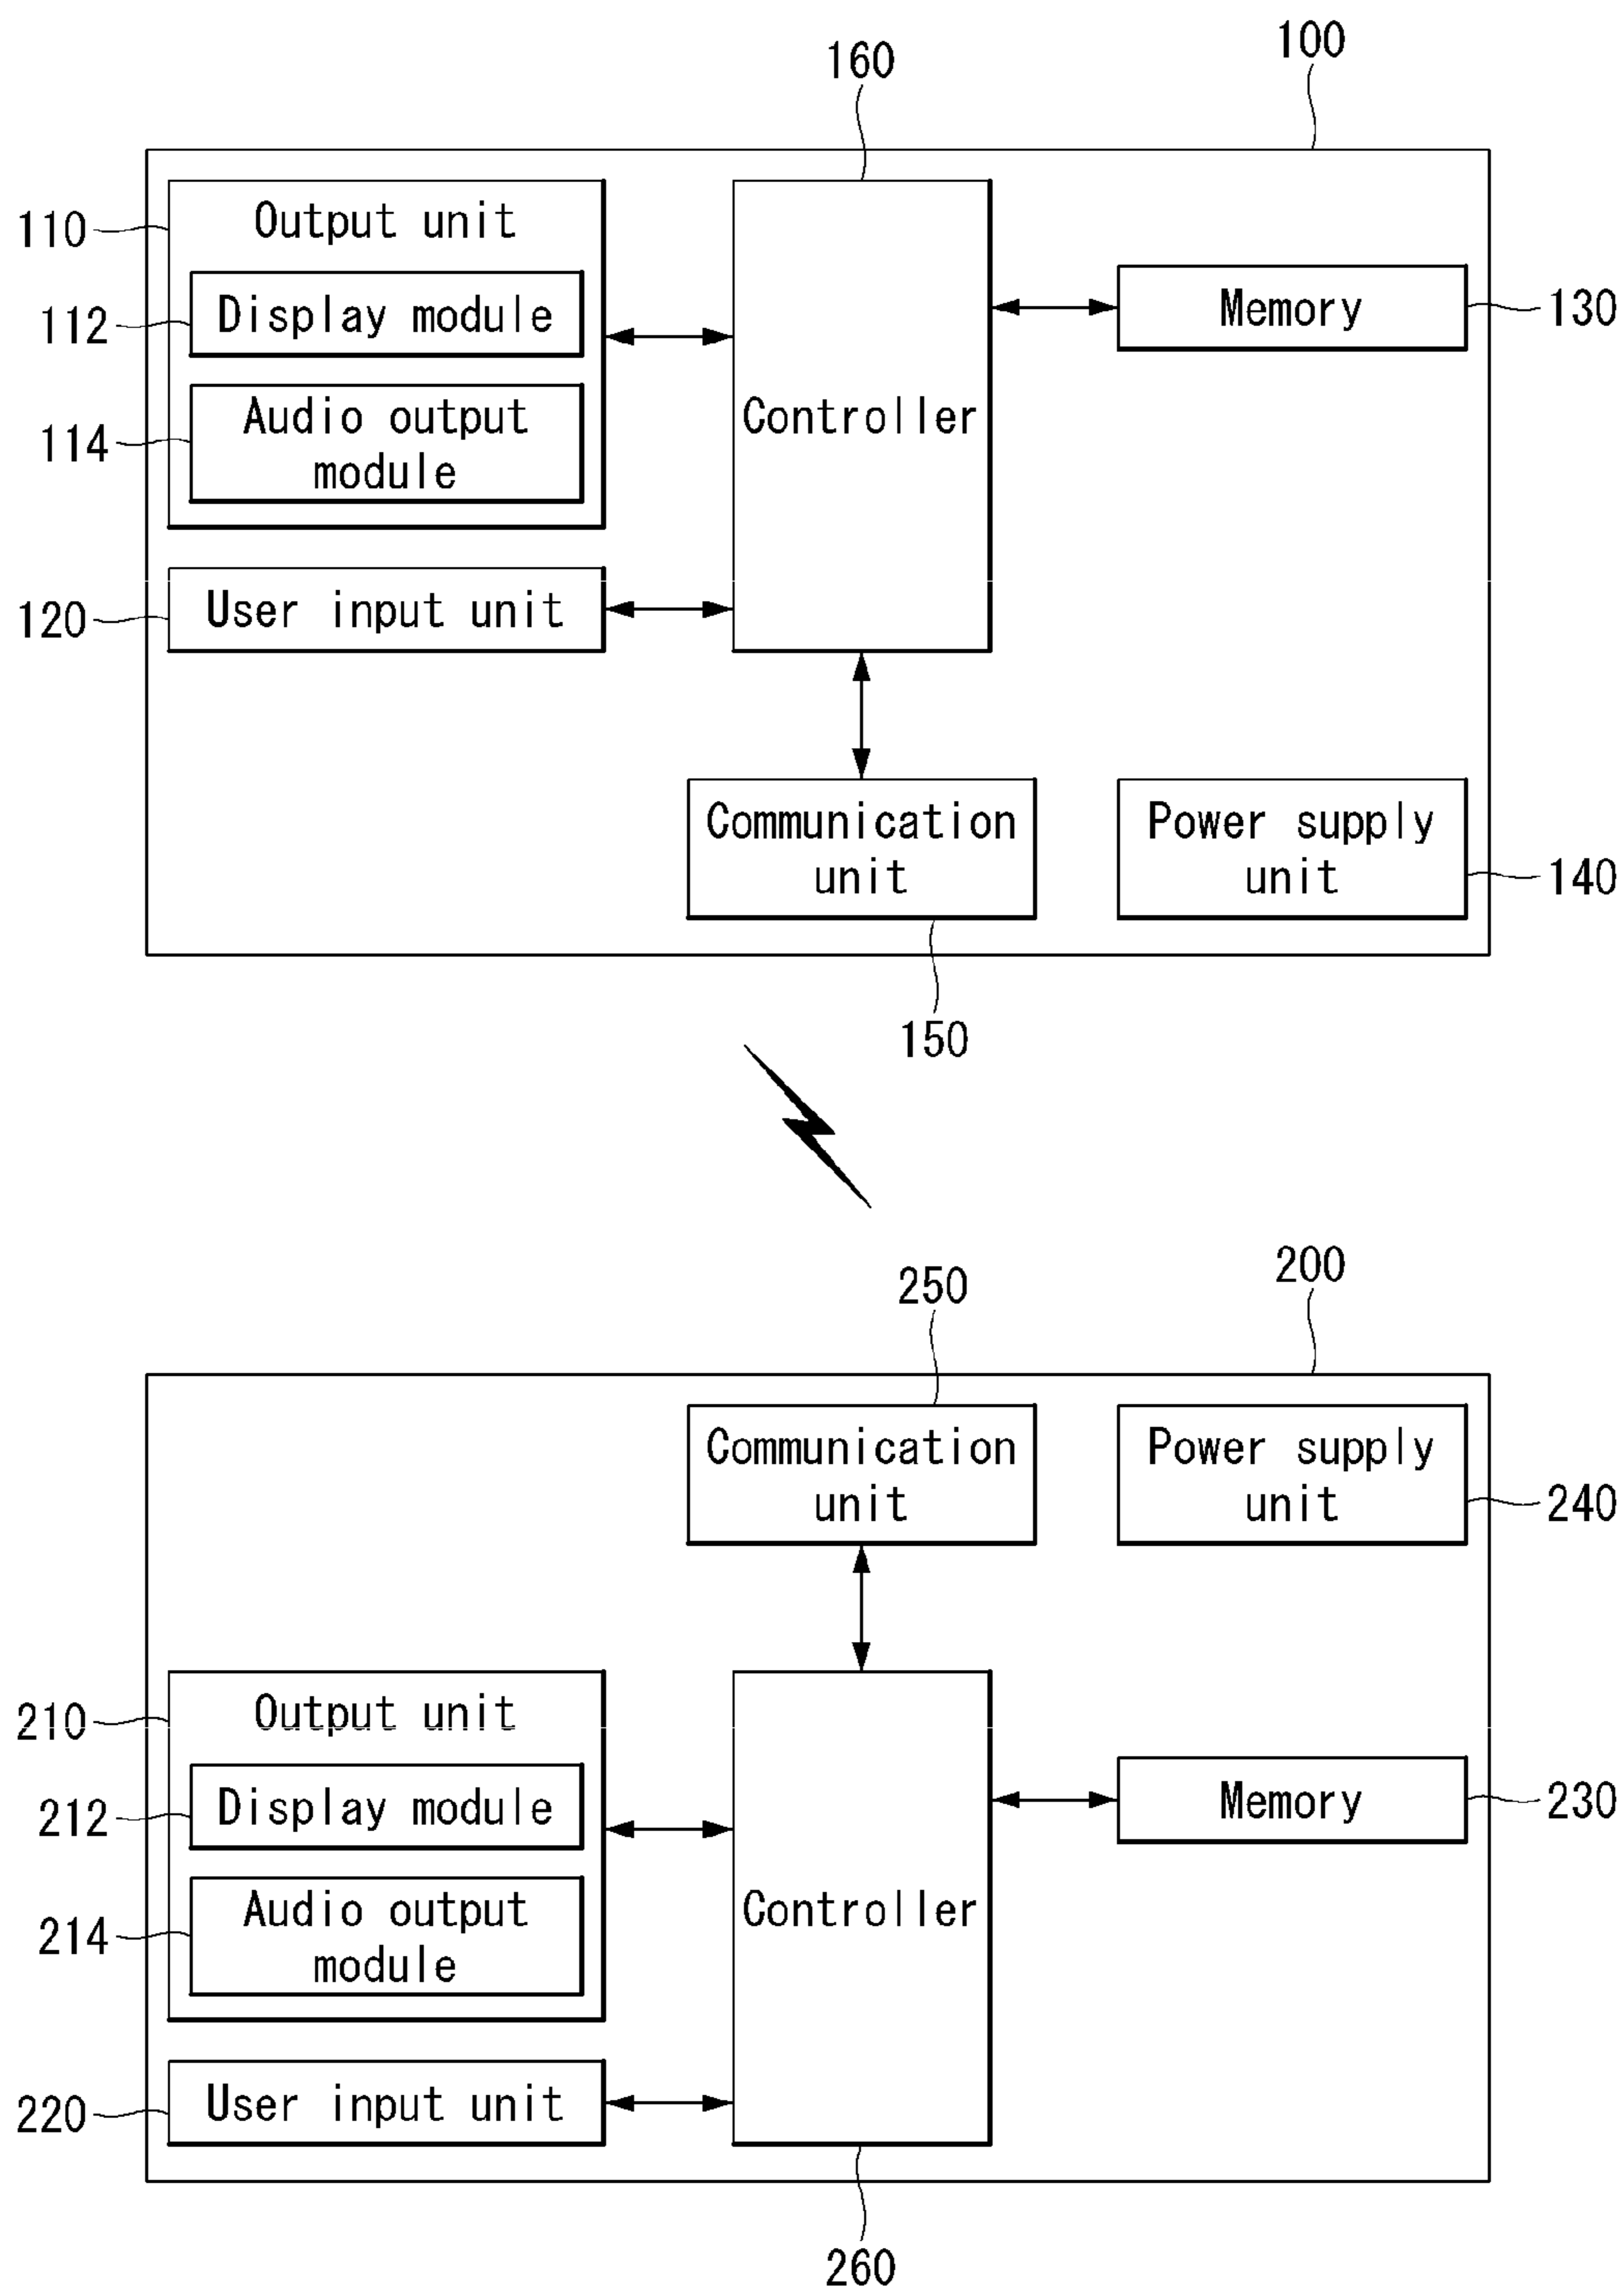 100
160
110
Output unit
112
Display module
Memory
130
114
Audio output
module
Controller
120
User input unit
Communication
unit
Power supply
unit
140
150
200
250
Communication
unit
Power supply
unit
240
210
Output unit
212
Display module
Memory
230
214
Audio output
module
Controller
220
User input unit
260